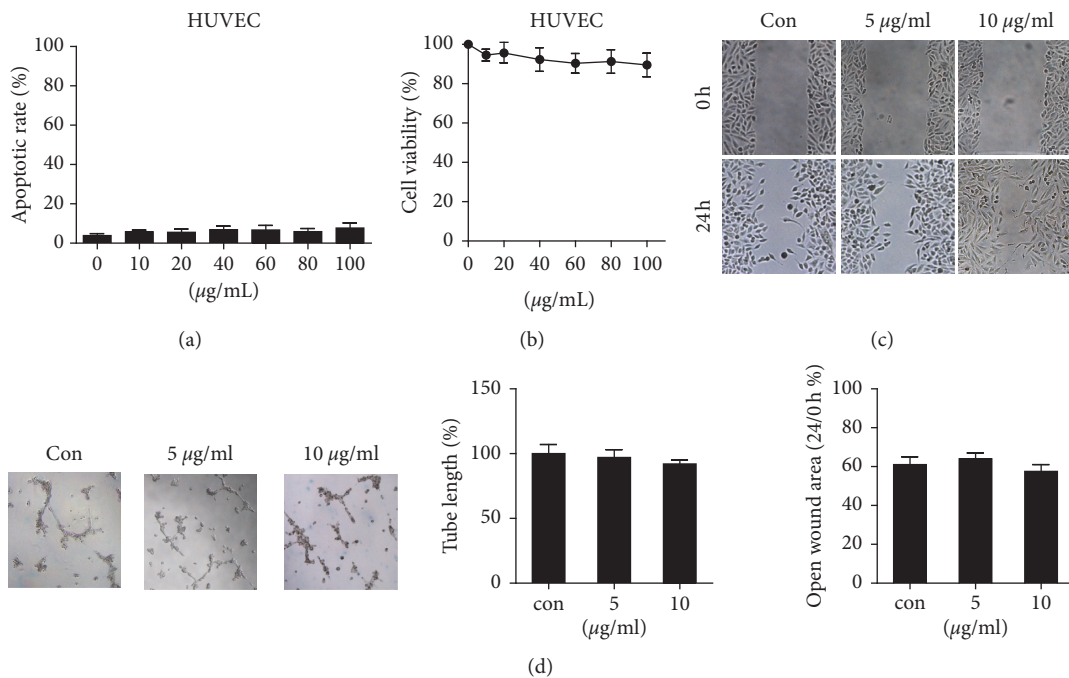 HUVEC
Apoptotic rate (%)
100
80
60
40
20
0
0 10 20 40 60 80 100
(µg/mL)
(a)
HUVEC
Cell viability (%)
100
80
60
40
20
0
0 20 40 60 80 100
(µg/mL)
(b)
Con 5 µg/ml 10 µg/ml
0 h
24 h
(c)
Con 5 µg/ml 10 µg/ml
Tube length (%)
150
100
50
0
con 5 10
(µg/ml)
Open wound area (24/0 h %)
100
80
60
40
20
0
con 5 10
(µg/ml)
(d)